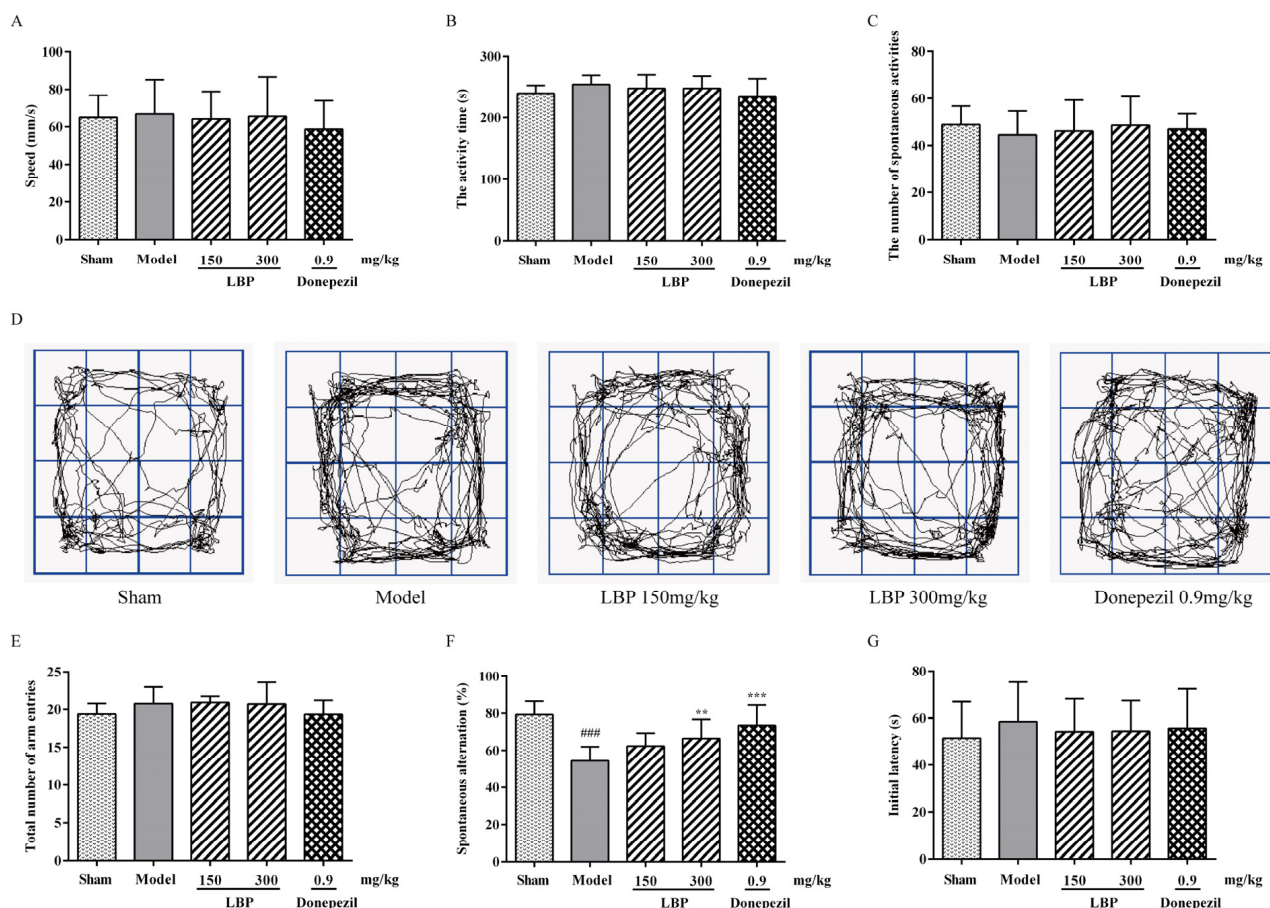 A
Speed (mm/s)
100
80
60
40
20
0
Sham
Model
150
300
0.9
mg/kg
LBP
Donepezil
B
The activity time (s)
300
200
100
0
Sham
Model
150
300
0.9
mg/kg
LBP
Donepezil
C
The number of spontaneous activities
80
60
40
20
0
Sham
Model
150
300
0.9
mg/kg
LBP
Donepezil
D
Sham
Model
LBP 150mg/kg
LBP 300mg/kg
Donepezil 0.9mg/kg
E
Total number of arm entries
25
20
15
10
5
0
Sham
Model
150
300
0.9
mg/kg
LBP
Donepezil
F
Spontaneous alternation (%)
100
80
60
40
20
0
###
**
***
Sham
Model
150
300
0.9
mg/kg
LBP
Donepezil
G
Initial latency (s)
80
60
40
20
0
Sham
Model
150
300
0.9
mg/kg
LBP
Donepezil